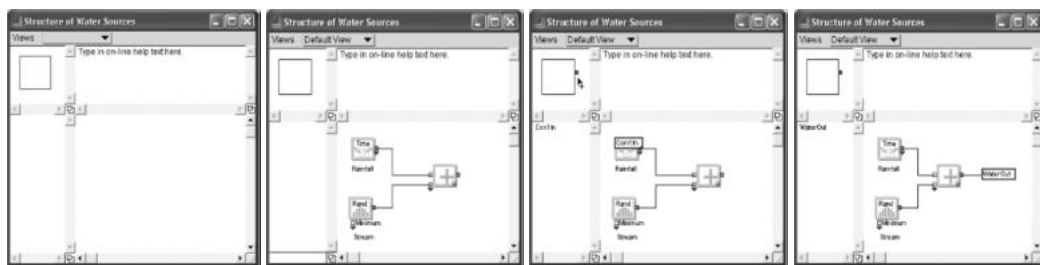 Structure of Water Sources
Views
Type in on-line help text here.
Structure of Water Sources
Views Default View
Type in on-line help text here.
Time
Rainfall
Rand
Minimum
Stream
Structure of Water Sources
Views Default View
Type in on-line help text here.
Con1In
Con1In
Rainfall
Rand
Minimum
Stream
Structure of Water Sources
Views Default View
Type in on-line help text here.
WaterOut
Time
Rainfall
WaterOut
Rand
Minimum
Stream